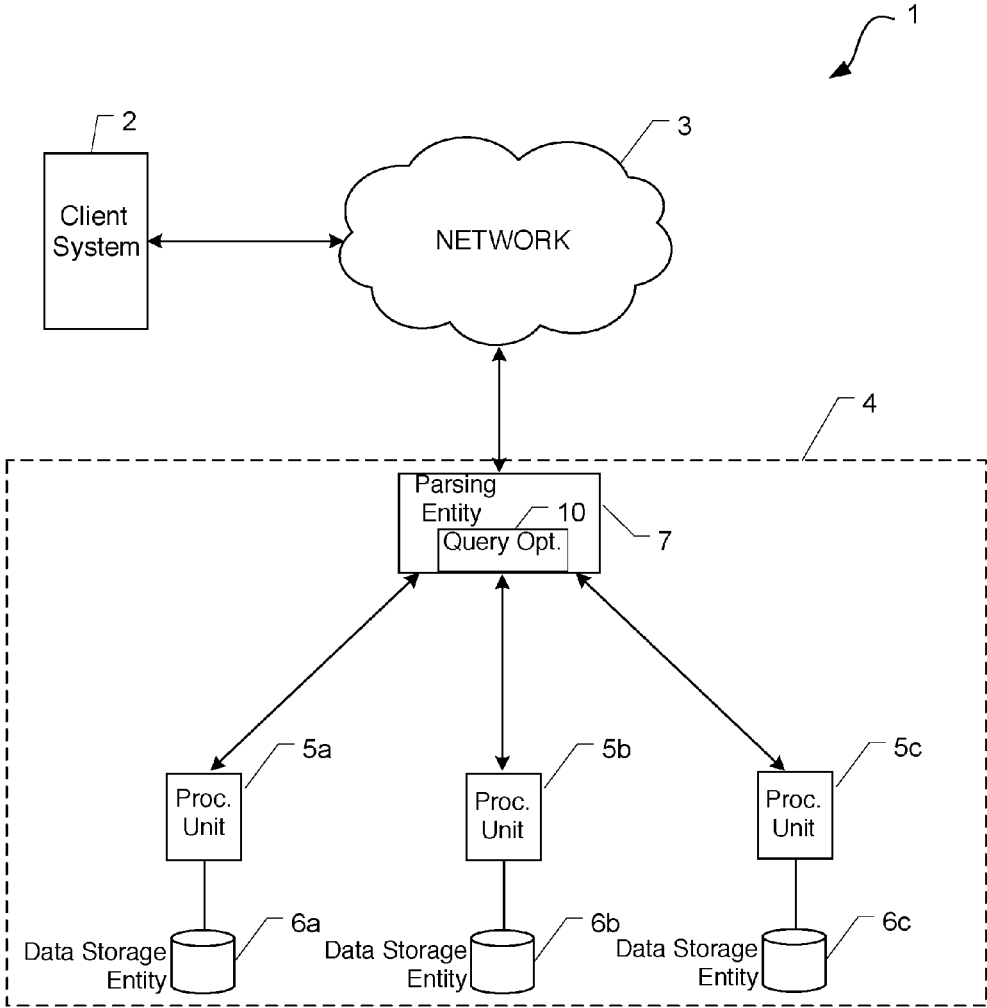 1
2
3
Client
System
NETWORK
4
Parsing
Entity
10
Query Opt.
7
5a
5b
5c
Proc.
Unit
Proc.
Unit
Proc.
Unit
6a
6b
6c
Data Storage
Entity
Data Storage
Entity
Data Storage
Entity